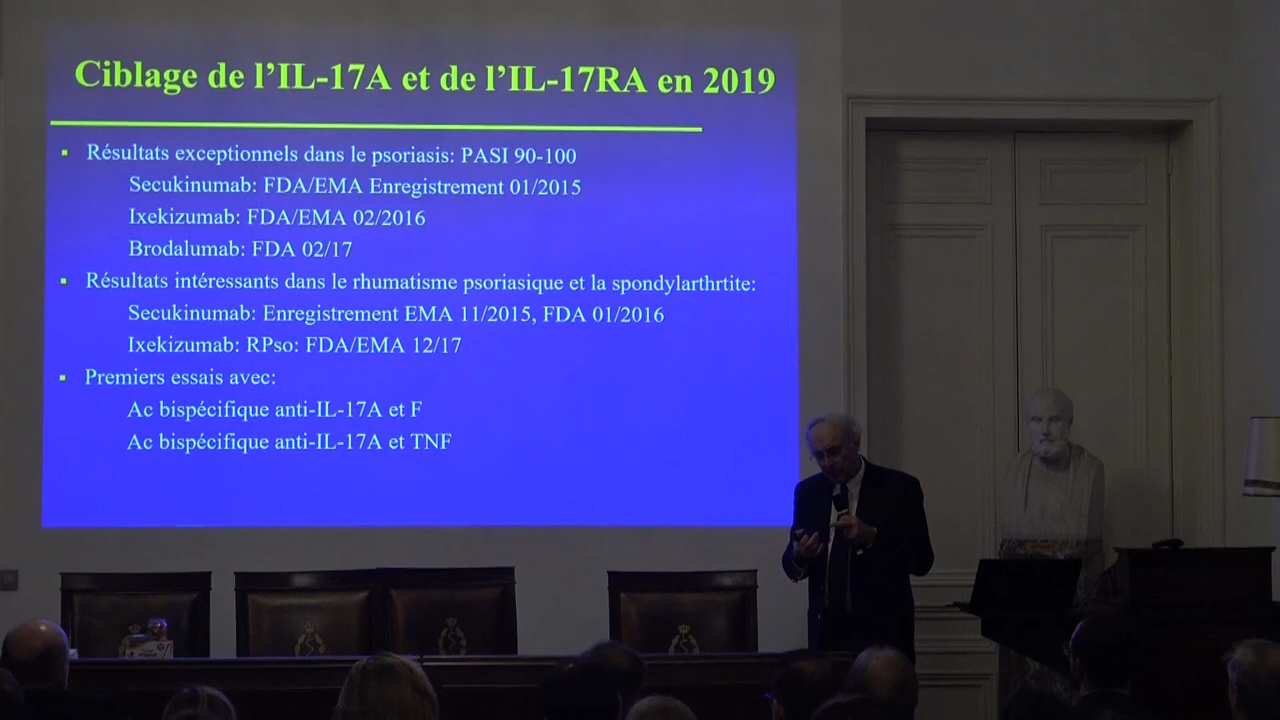 Ciblage de l’IL-17A et de l’IL-17RA en 2019
▪ Résultats exceptionnels dans le psoriasis: PASI 90-100
Secukinumab: FDA/EMA Enregistrement 01/2015
Ixekizumab: FDA/EMA 02/2016
Brodalumab: FDA 02/17
▪ Résultats intéressants dans le rhumatisme psoriasique et la spondylarthrtite:
Secukinumab: Enregistrement EMA 11/2015, FDA 01/2016
Ixekizumab: RPso: FDA/EMA 12/17
▪ Premiers essais avec:
Ac bispécifique anti-IL-17A et F
Ac bispécifique anti-IL-17A et TNF